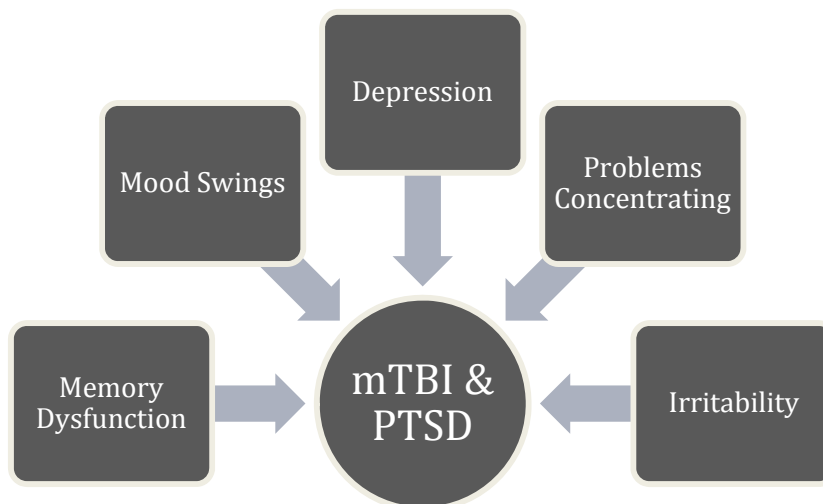 Depression
Mood Swings
Problems
Concentrating
Memory
Dysfunction
mTBI &
PTSD
Irritability